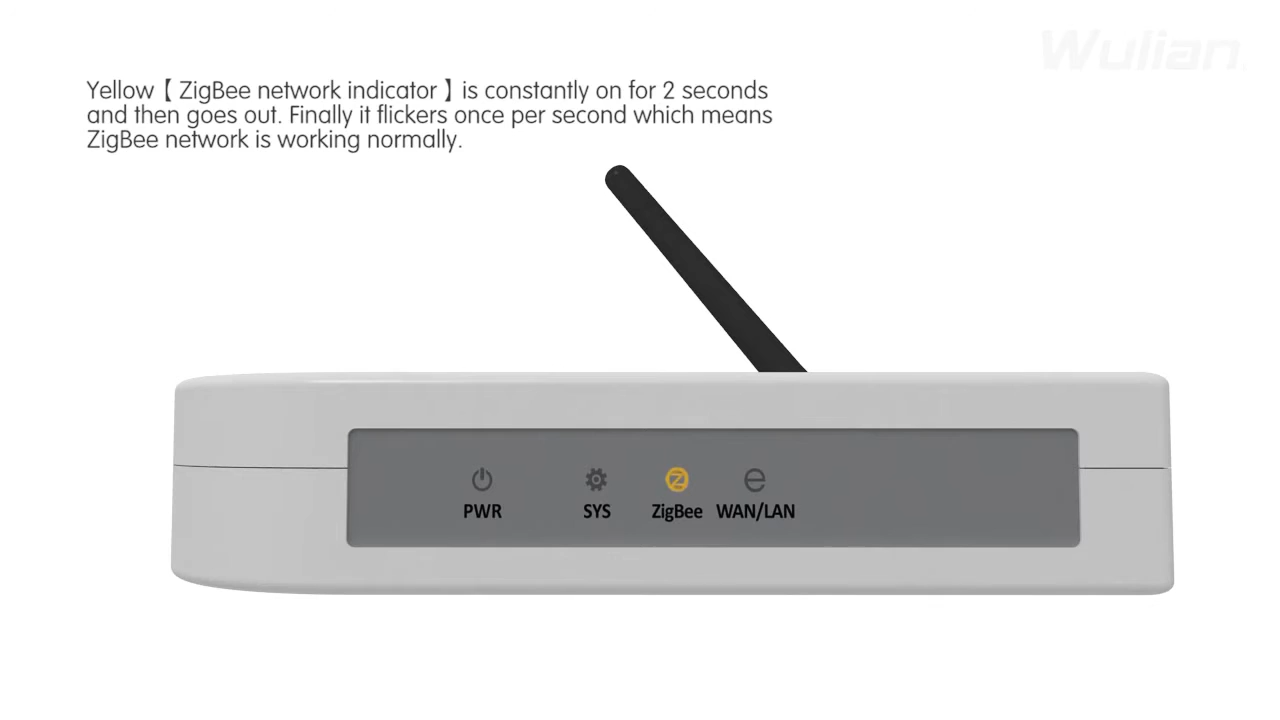 Wulian
Yellow【ZigBee network indicator】is constantly on for 2 seconds
and then goes out. Finally it flickers once per second which means
ZigBee network is working normally.
PWR SYS ZigBee WAN/LAN